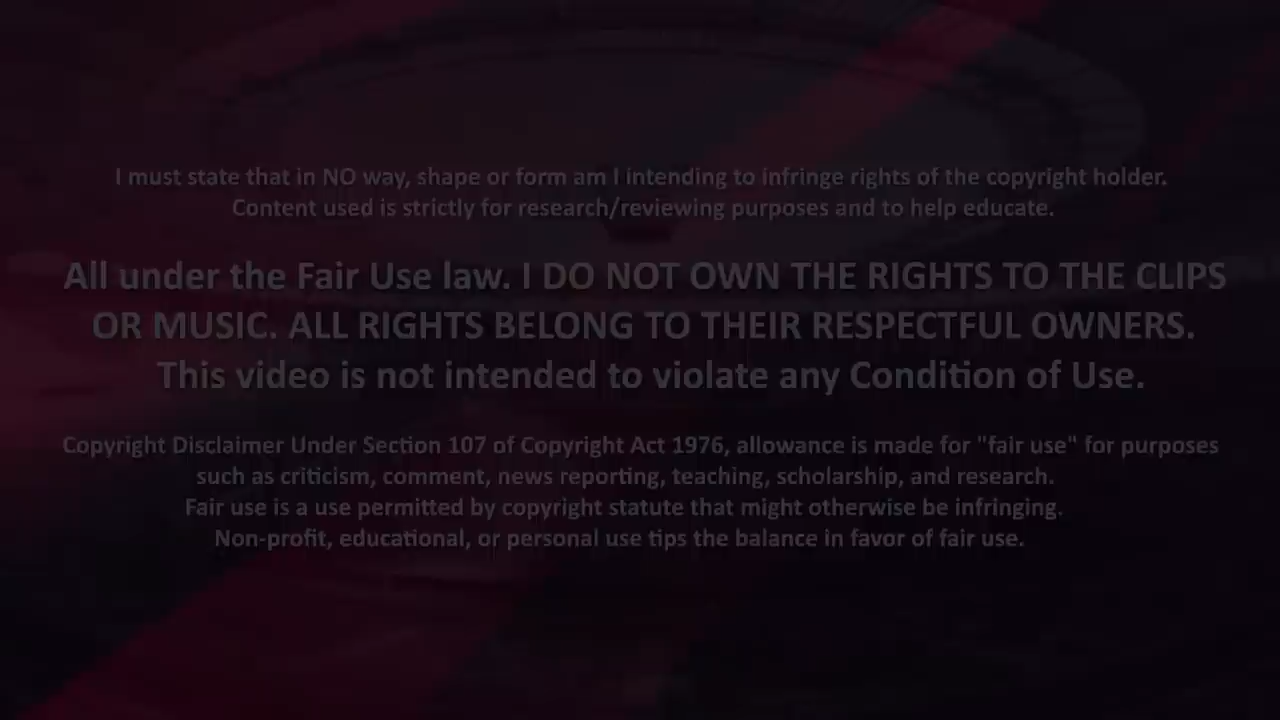 I must state that in NO way, shape or form am I intending to infringe rights of the copyright holder.
Content used is strictly for research/reviewing purposes and to help educate.
All under the Fair Use law. I DO NOT OWN THE RIGHTS TO THE CLIPS
OR MUSIC. ALL RIGHTS BELONG TO THEIR RESPECTFUL OWNERS.
This video is not intended to violate any Condition of Use.
Copyright Disclaimer Under Section 107 of Copyright Act 1976, allowance is made for "fair use" for purposes
such as criticism, comment, news reporting, teaching, scholarship, and research.
Fair use is a use permitted by copyright statute that might otherwise be infringing.
Non-profit, educational, or personal use tips the balance in favor of fair use.